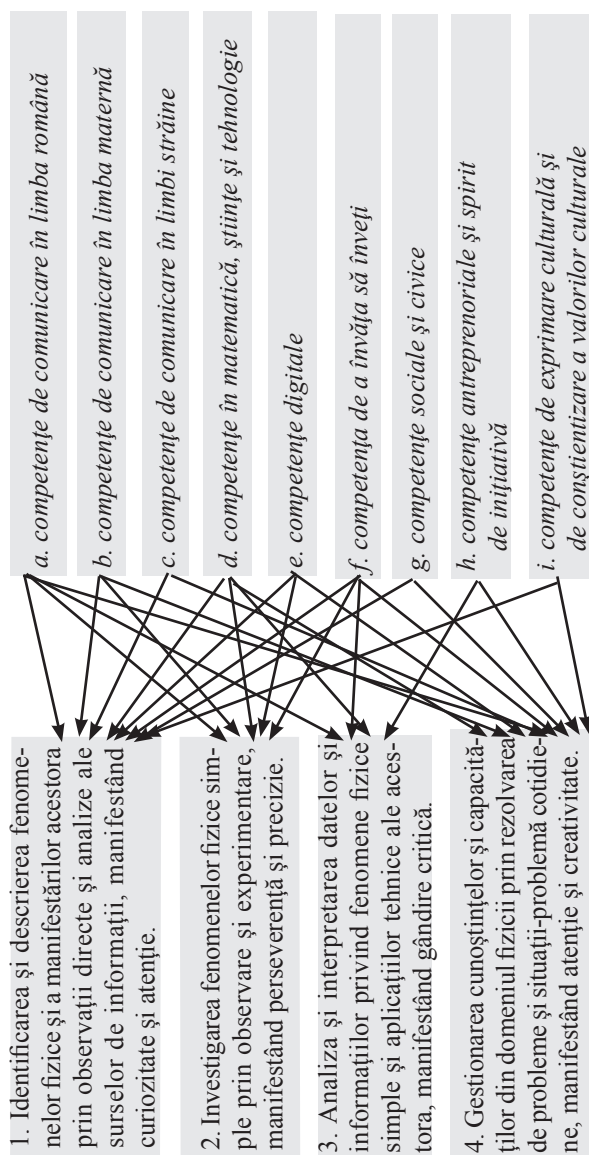 1. Identificarea și descrierea fenome-
nelor fizice și a manifestărilor acestora
prin observații directe și analize ale
surselor de informații, manifestând
curiozitate și atenție.
2. Investigarea fenomenelor fizice sim-
ple prin observare și experimentare,
manifestând perseverență și precizie.
3. Analiza și interpretarea datelor și
informațiilor privind fenomene fizice
simple și aplicațiilor tehnice ale aces-
tora, manifestând gândire critică.
4. Gestionarea cunoștințelor și capacită-
ților din domeniul fizicii prin rezolvarea
de probleme și situații-problemă cotidie-
ne, manifestând atenție și creativitate.
a. competențe de comunicare în limba română
b. competențe de comunicare în limba maternă
c. competențe de comunicare în limbi străine
d. competențe în matematică, științe și tehnologie
e. competențe digitale
f. competența de a învăța să înveți
g. competențe sociale și civice
h. competențe antreprenoriale și spirit
de inițiativă
i. competențe de exprimare culturală și
de conștientizare a valorilor culturale